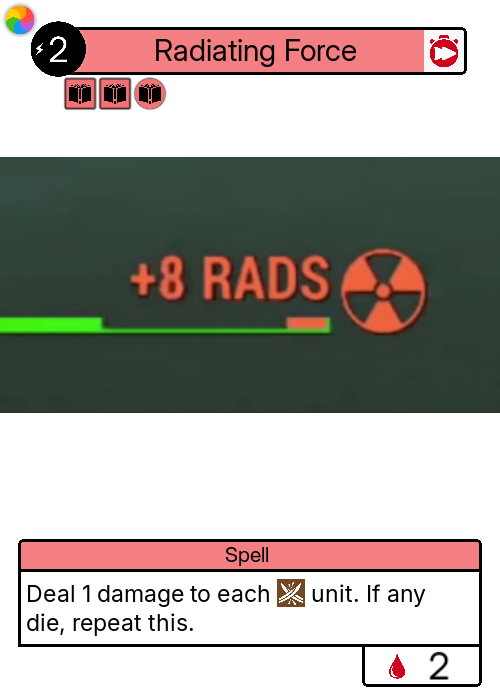 2
Radiating Force
+8 RADS
Spell
Deal 1 damage to each unit. If any
die, repeat this.
2